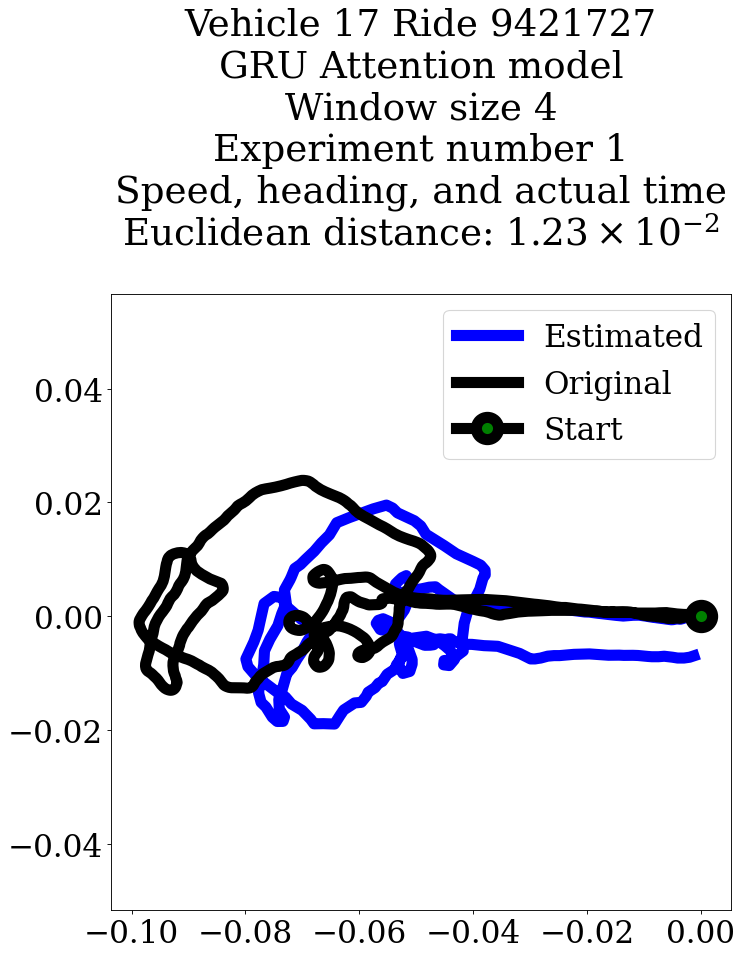 Vehicle 17 Ride 9421727
GRU Attention model
Window size 4
Experiment number 1
Speed, heading, and actual time
Euclidean distance: 1.23 × 10⁻²
Estimated
Original
Start
0.04
0.02
0.00
−0.02
−0.04
−0.10 −0.08 −0.06 −0.04 −0.02 0.00